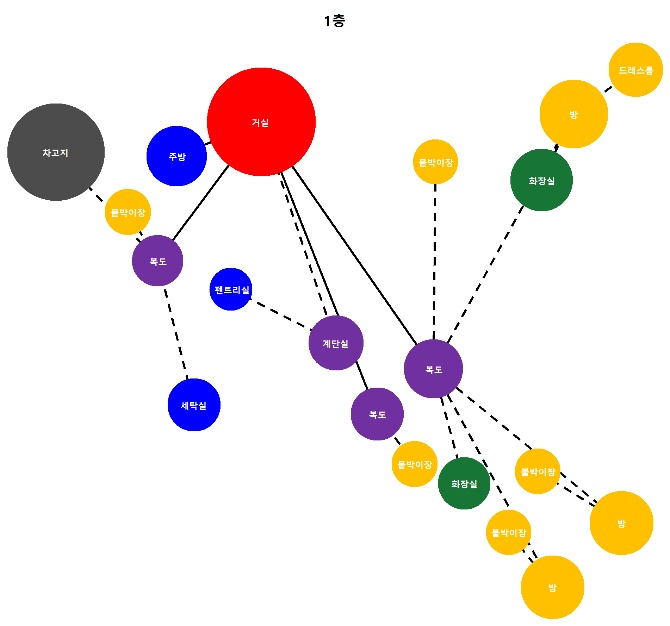 1층
드레스룸
방
거실
차고지
주방
붙박이장
화장실
붙박이장
복도
펜트리실
계단실
복도
세탁실
복도
붙박이장
붙박이장
화장실
방
붙박이장
방